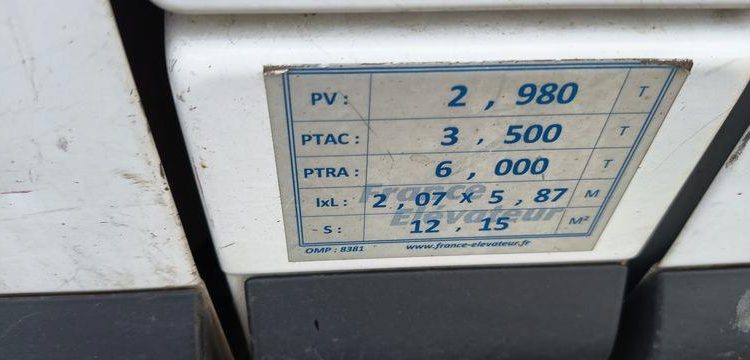 PV : 2 , 980 T
PTAC : 3 , 500 T
PTRA : 6 , 000 T
lxL : 2 , 07 X 5 , 87 M
France
Elevateur
S : 12 , 15 M²
OMP : 8381 www.france-elevateur.fr